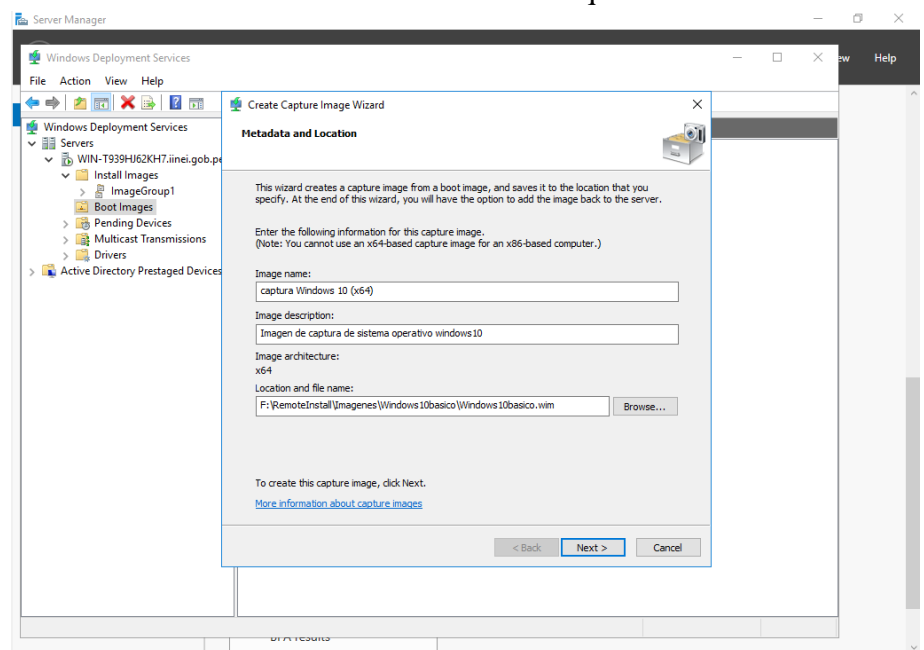 Server Manager
Windows Deployment Services
ew Help
File Action View Help
Windows Deployment Services
Servers
WIN-T939HJ62KH7.iinei.gob.pe
Install Images
ImageGroup1
Boot Images
Pending Devices
Multicast Transmissions
Drivers
Active Directory Prestaged Devices
Create Capture Image Wizard
Metadata and Location
This wizard creates a capture image from a boot image, and saves it to the location that you
specify. At the end of this wizard, you will have the option to add the image back to the server.
Enter the following information for this capture image.
(Note: You cannot use an x64-based capture image for an x86-based computer.)
Image name:
captura Windows 10 (x64)
Image description:
Imagen de captura de sistema operativo windows10
Image architecture:
x64
Location and file name:
F:\RemoteInstall\Imagenes\Windows10basico\Windows10basico.wim Browse...
To create this capture image, click Next.
More information about capture images
< Back Next > Cancel
BPA results